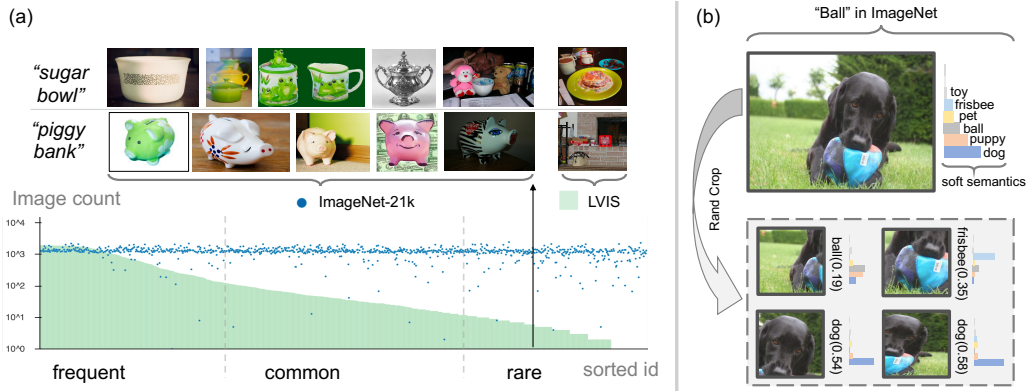 (a)
"sugar bowl"
"piggy bank"
Image count
ImageNet-21k
LVIS
10^4
10^3
10^2
10^1
10^0
frequent
common
rare
sorted id
(b)
"Ball" in ImageNet
toy
frisbee
pet
ball
puppy
dog
soft semantics
Rand Crop
ball(0.19)
frisbee(0.35)
dog(0.54)
dog(0.58)